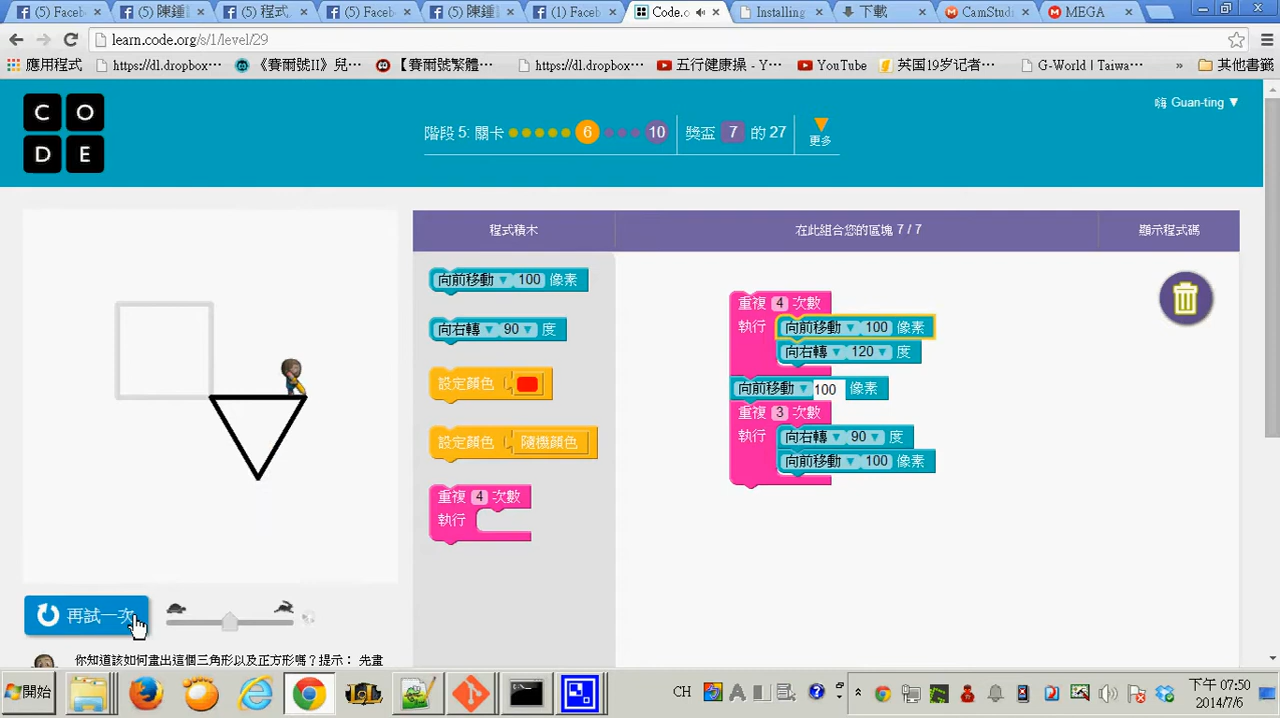 (5) Faceb
(5) 陳鍾
(5) 程式
(5) Faceb
(5) 陳鍾
(1) Faceb
Code.o
Installing
下載
CamStudi
MEGA
learn.code.org/s/1/level/29
應用程式
https://dl.dropbox…
《賽爾號II》兒…
【賽爾號繁體…
https://dl.dropbox…
五行健康操 - Y…
YouTube
英国19岁记者…
G-World | Taiwa…
»
其他書籤
C O
D E
階段 5: 關卡
6
10
獎盃 7 的 27
更多
嗨 Guan-ting ▼
程式積木
在此組合您的區塊 7 / 7
顯示程式碼
向前移動 100 像素
向右轉 90 度
設定顏色
設定顏色 隨機顏色
重複 4 次數
執行
重複 4 次數
執行 向前移動 100 像素
向右轉 120 度
向前移動 100 像素
重複 3 次數
執行 向右轉 90 度
向前移動 100 像素
再試一次
你知道該如何畫出這個三角形以及正方形嗎？提示： 先畫
開始
CH
下午 07:50
2014/7/6